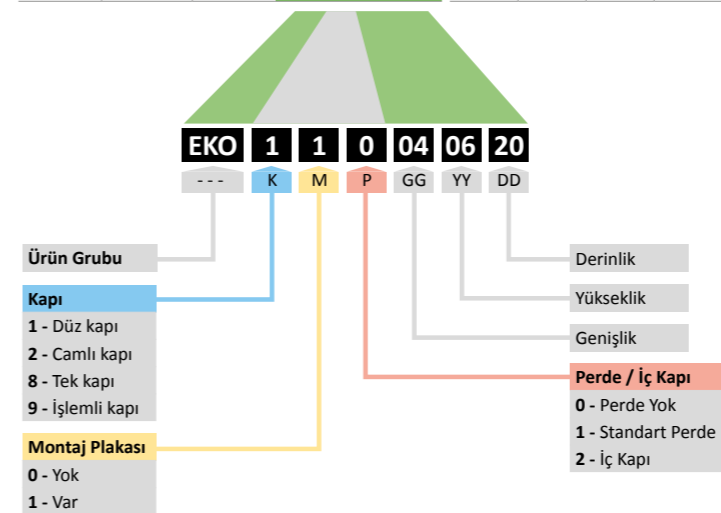 EKO 1 1 0 04 06 20
- - - K M P GG YY DD
Ürün Grubu
Kapı
1 - Düz kapı
2 - Camlı kapı
8 - Tek kapı
9 - İşlemli kapı
Montaj Plakası
0 - Yok
1 - Var
Derinlik
Yükseklik
Genişlik
Perde / İç Kapı
0 - Perde Yok
1 - Standart Perde
2 - İç Kapı